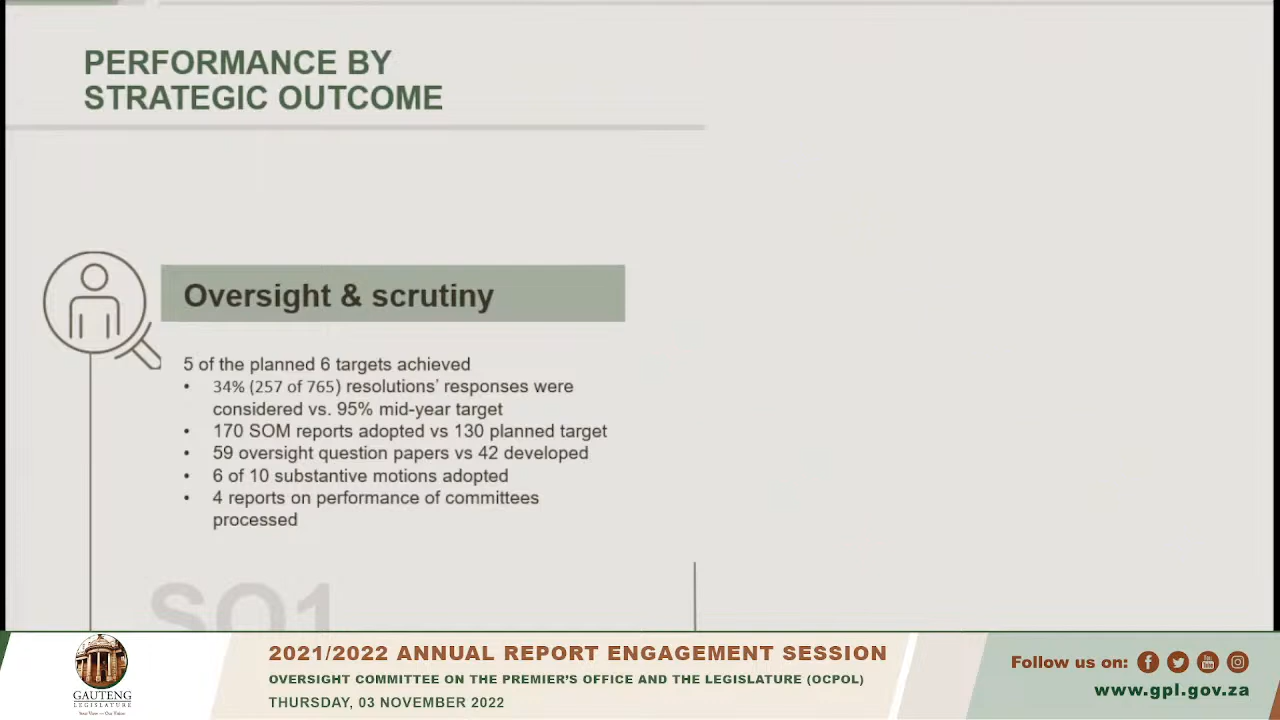 PERFORMANCE BY
STRATEGIC OUTCOME
Oversight & scrutiny
5 of the planned 6 targets achieved
• 34% (257 of 765) resolutions' responses were
considered vs. 95% mid-year target
• 170 SOM reports adopted vs 130 planned target
• 59 oversight question papers vs 42 developed
• 6 of 10 substantive motions adopted
• 4 reports on performance of committees
processed
SO1
GAUTENG
LEGISLATURE
Your View — Our Vision
2021/2022 ANNUAL REPORT ENGAGEMENT SESSION
OVERSIGHT COMMITTEE ON THE PREMIER'S OFFICE AND THE LEGISLATURE (OCPOL)
THURSDAY, 03 NOVEMBER 2022
Follow us on:
www.gpl.gov.za